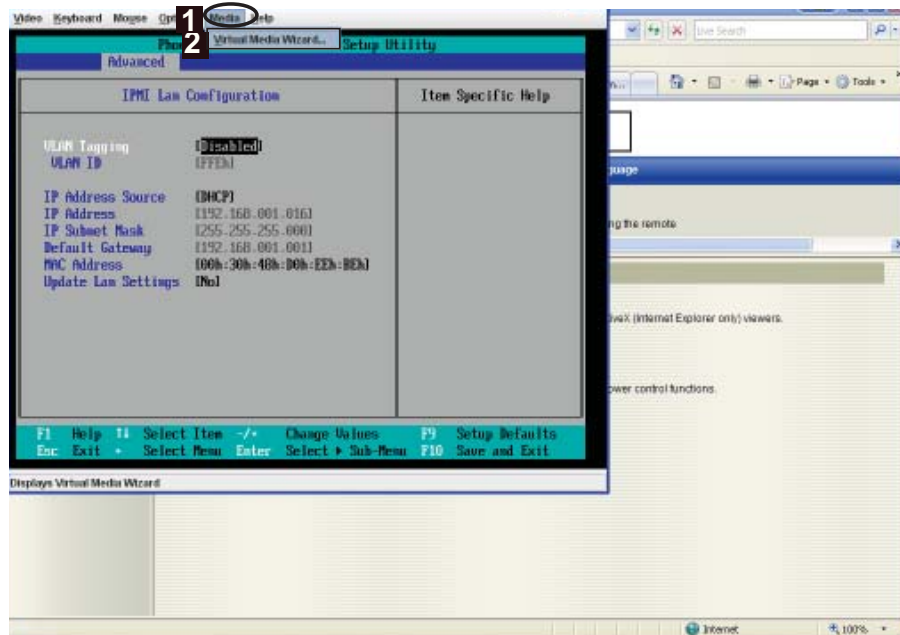 Video Keyboard Mouse Opt Media Help
1
2
Virtual Media Wizard...
Pho Setup Utility
Advanced
IPMI Lan Configuration
Item Specific Help
VLAN Tagging [Disabled]
VLAN ID [FFEh]
IP Address Source [DHCP]
IP Address [192.168.001.016]
IP Subnet Mask [255.255.255.000]
Default Gateway [192.168.001.001]
MAC Address [00h:30h:48h:D0h:EEh:BEh]
Update Lan Settings [No]
F1 Help ↑↓ Select Item -/+ Change Values F9 Setup Defaults
Esc Exit Select Menu Enter Select ▸ Sub-Menu F10 Save and Exit
Displays Virtual Media Wizard
Live Search
Page Tools
guage
ng the remote
iveX (Internet Explorer only) viewers.
ower control functions.
Internet 100%